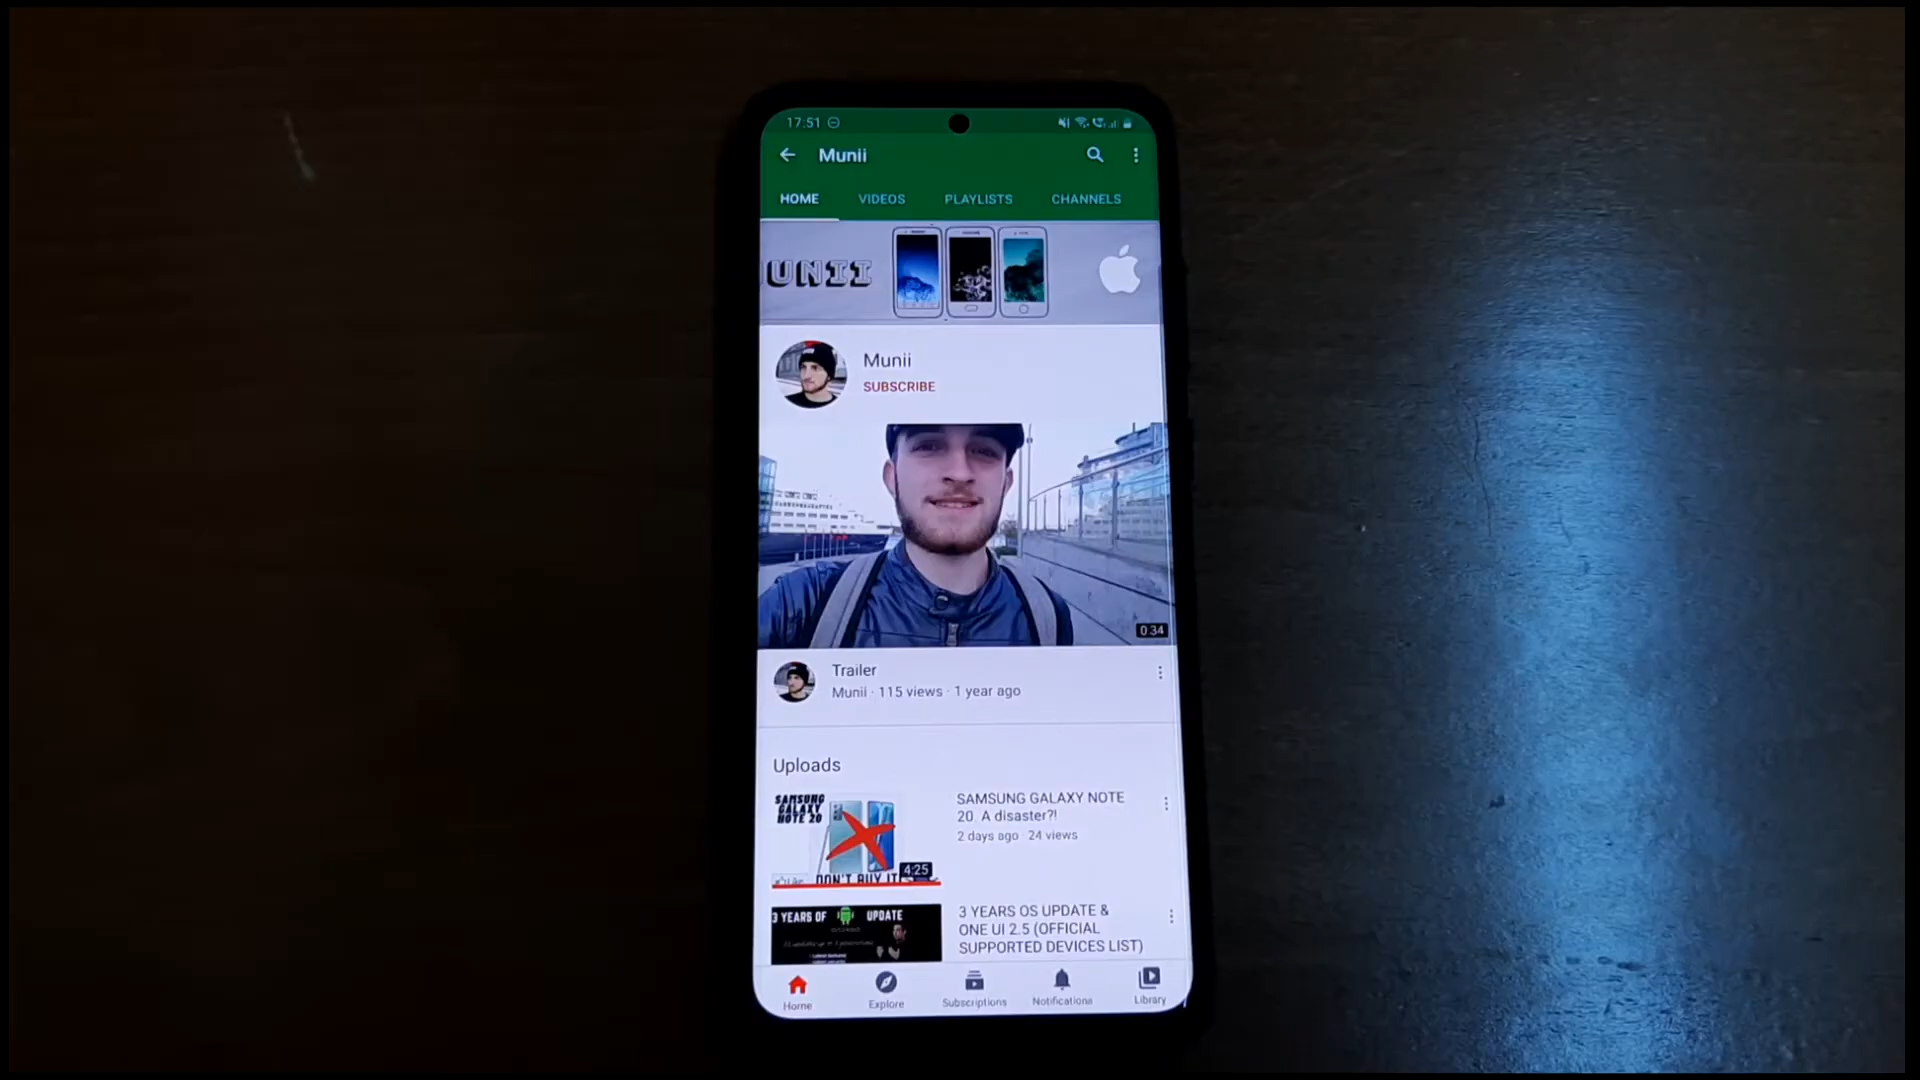 17:51
Munii
HOME VIDEOS PLAYLISTS CHANNELS
UNII
Munii
SUBSCRIBE
0:34
Trailer
Munii · 115 views · 1 year ago
Uploads
SAMSUNG
GALAXY
NOTE 20
DON'T BUY IT
4:25
SAMSUNG GALAXY NOTE
20. A disaster?!
2 days ago · 24 views
3 YEARS OF UPDATE
3 YEARS OS UPDATE &
ONE UI 2.5 (OFFICIAL
SUPPORTED DEVICES LIST)
Home Explore Subscriptions Notifications Library